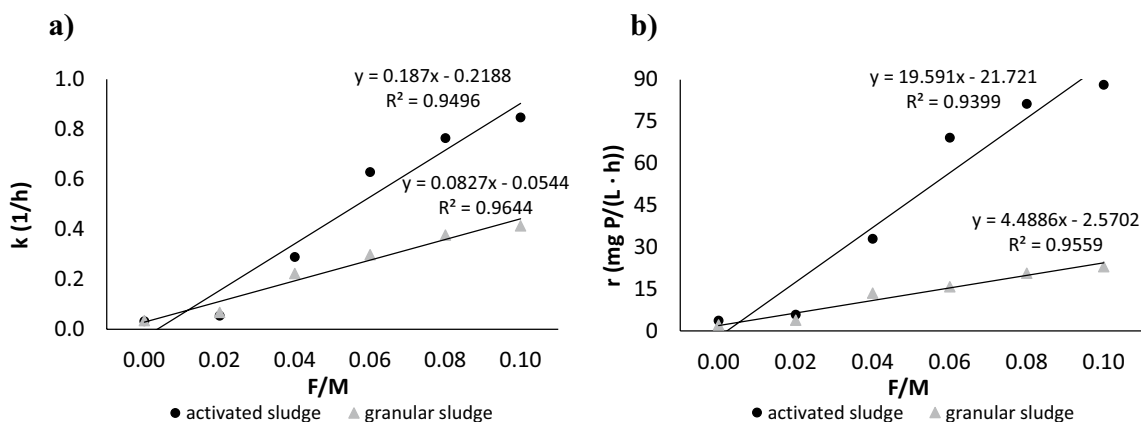 a)
y = 0.187x - 0.2188
R² = 0.9496
y = 0.0827x - 0.0544
R² = 0.9644
k (1/h)
1.0
0.8
0.6
0.4
0.2
0.0
0.00 0.02 0.04 0.06 0.08 0.10
F/M
activated sludge granular sludge
b)
y = 19.591x - 21.721
R² = 0.9399
y = 4.4886x - 2.5702
R² = 0.9559
r (mg P/(L · h))
90
75
60
45
30
15
0
0.00 0.02 0.04 0.06 0.08 0.10
F/M
activated sludge granular sludge